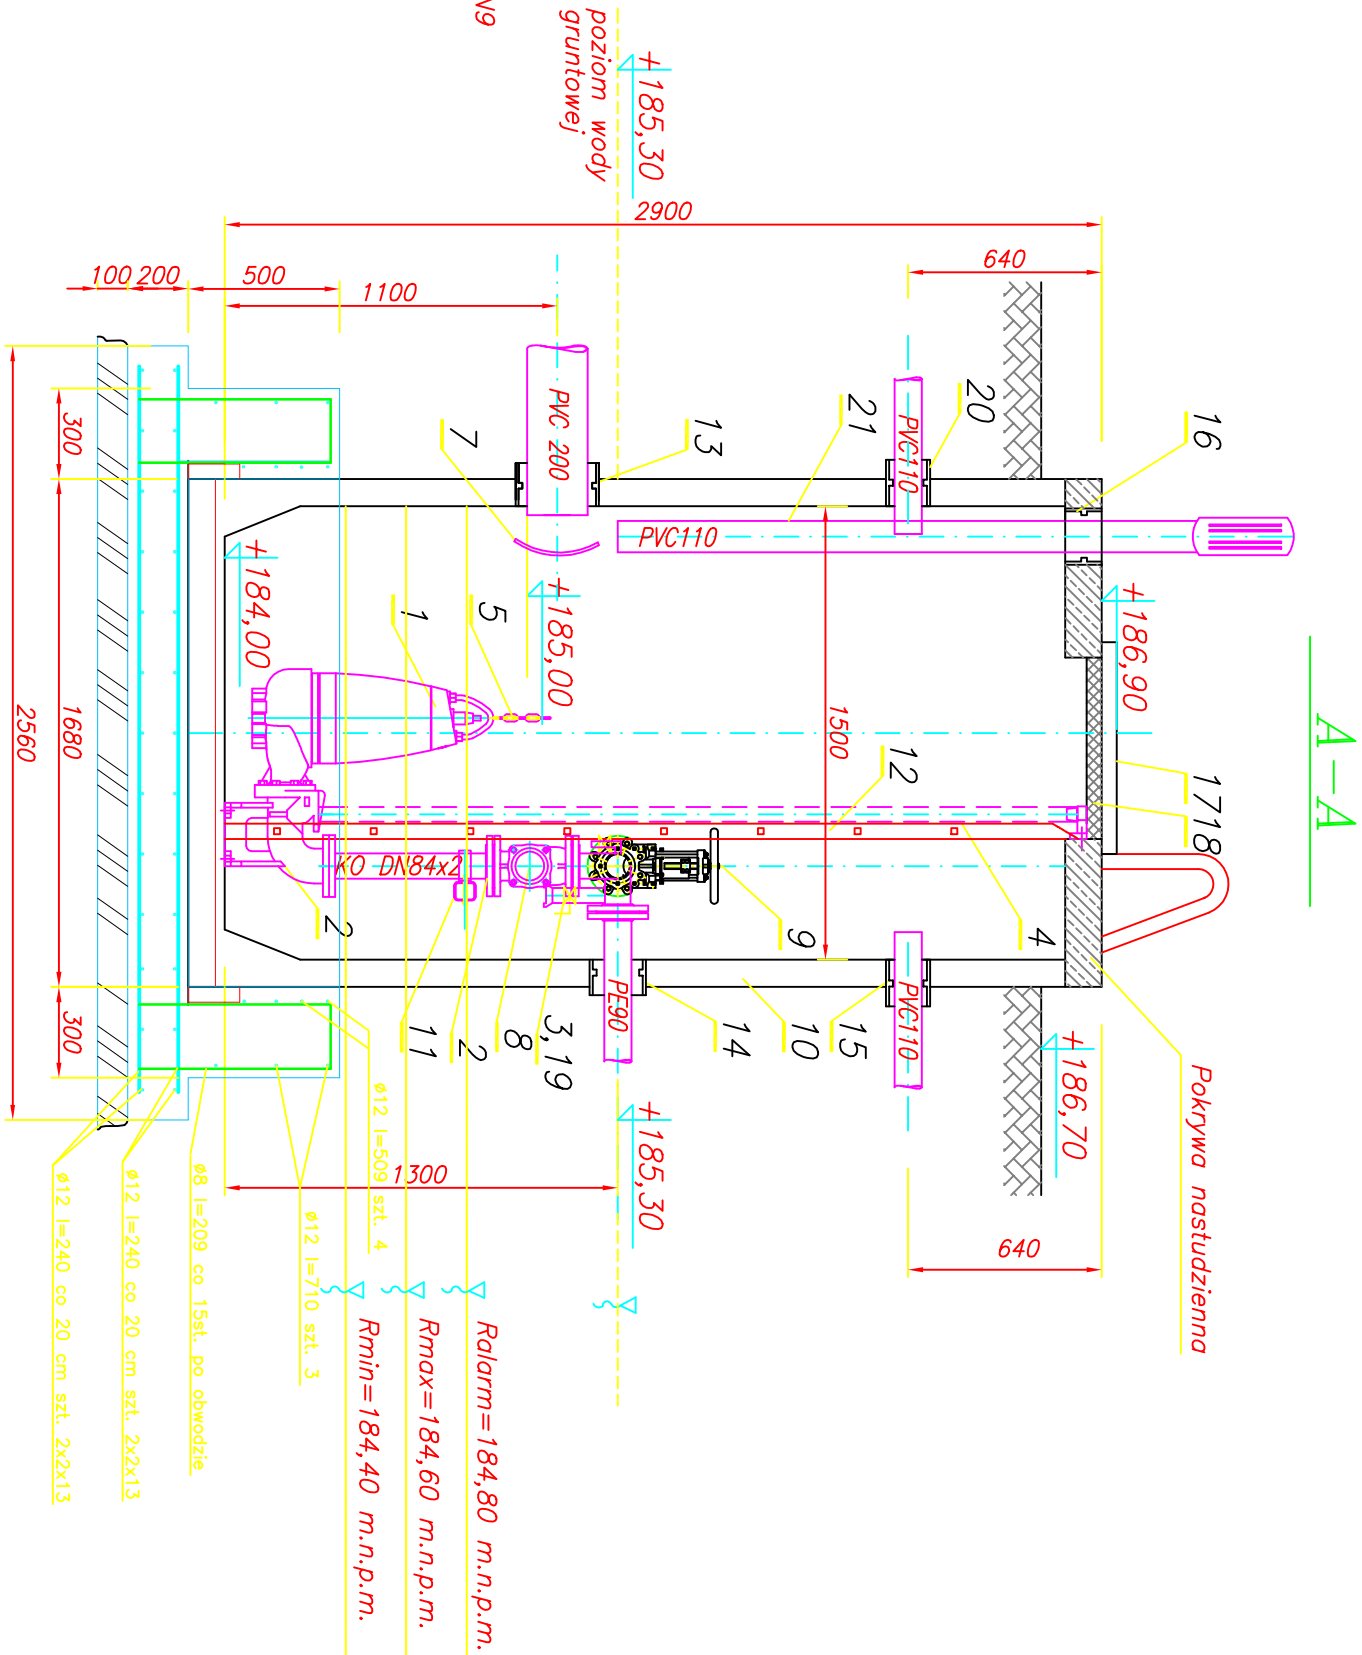 A-A
16
1718
Pokrywa nastudzienna
+186,90
+186,70
640
20
PVC110
21
PVC110
12
4
15
PVC110
640
2900
1500
10
+185,30
poziom wody
gruntowej
N9
13
PVC 200
7
1100
+185,00
5
1
+184,00
9
14
PE90
+185,30
3,19
8
2
11
KO DN84x2
2
1300
Ralarm=184,80 m.n.p.m.
Rmax=184,60 m.n.p.m.
Rmin=184,40 m.n.p.m.
500
200
100
300
1680
300
2560
ø12 l=509 szt. 4
ø12 l=710 szt. 3
ø8 l=209 co 15st. po obwodzie
ø12 l=240 co 20 cm szt. 2x2x13
ø12 l=240 co 20 cm szt. 2x2x13